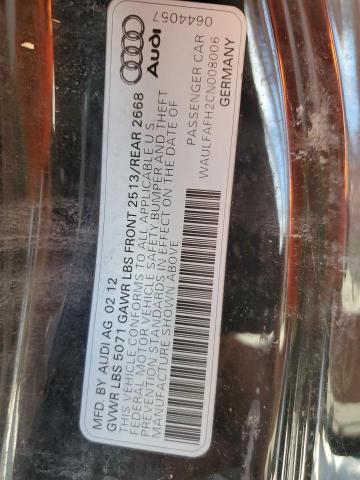 MFD. BY AUDI AG 02 12
GVWR LBS 5071 GAWR LBS FRONT 2513/REAR 2668
THIS VEHICLE CONFORMS TO ALL APPLICABLE U.S.
FEDERAL MOTOR VEHICLE SAFETY BUMPER AND THEFT
PREVENTION STANDARDS IN EFFECT ON THE DATE OF
MANUFACTURE SHOWN ABOVE
Audi
0644057
PASSENGER CAR
WAULFAFH2CN008006
GERMANY